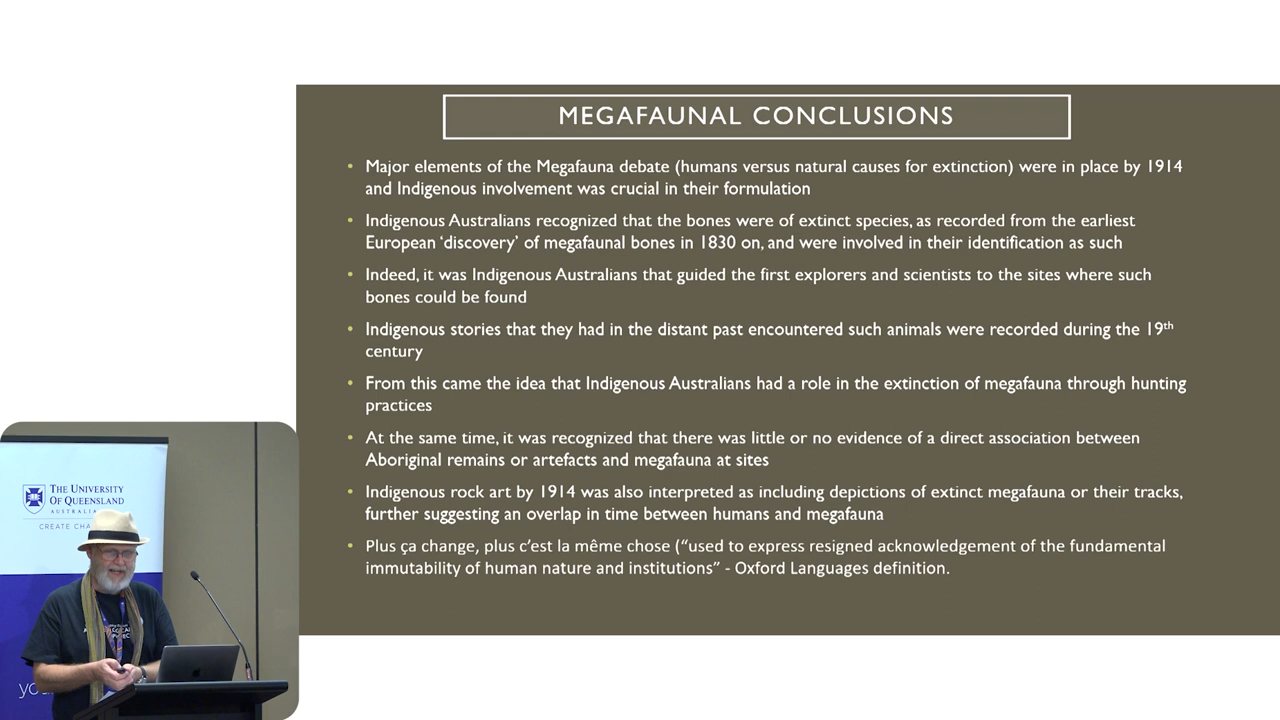 MEGAFAUNAL CONCLUSIONS
• Major elements of the Megafauna debate (humans versus natural causes for extinction) were in place by 1914
and Indigenous involvement was crucial in their formulation
• Indigenous Australians recognized that the bones were of extinct species, as recorded from the earliest
European ‘discovery’ of megafaunal bones in 1830 on, and were involved in their identification as such
• Indeed, it was Indigenous Australians that guided the first explorers and scientists to the sites where such
bones could be found
• Indigenous stories that they had in the distant past encountered such animals were recorded during the 19th
century
• From this came the idea that Indigenous Australians had a role in the extinction of megafauna through hunting
practices
• At the same time, it was recognized that there was little or no evidence of a direct association between
Aboriginal remains or artefacts and megafauna at sites
• Indigenous rock art by 1914 was also interpreted as including depictions of extinct megafauna or their tracks,
further suggesting an overlap in time between humans and megafauna
• Plus ça change, plus c’est la même chose (“used to express resigned acknowledgement of the fundamental
immutability of human nature and institutions” - Oxford Languages definition.
THE UNIVERSITY
OF QUEENSLAND
AUSTRALIA
CREATE CHA